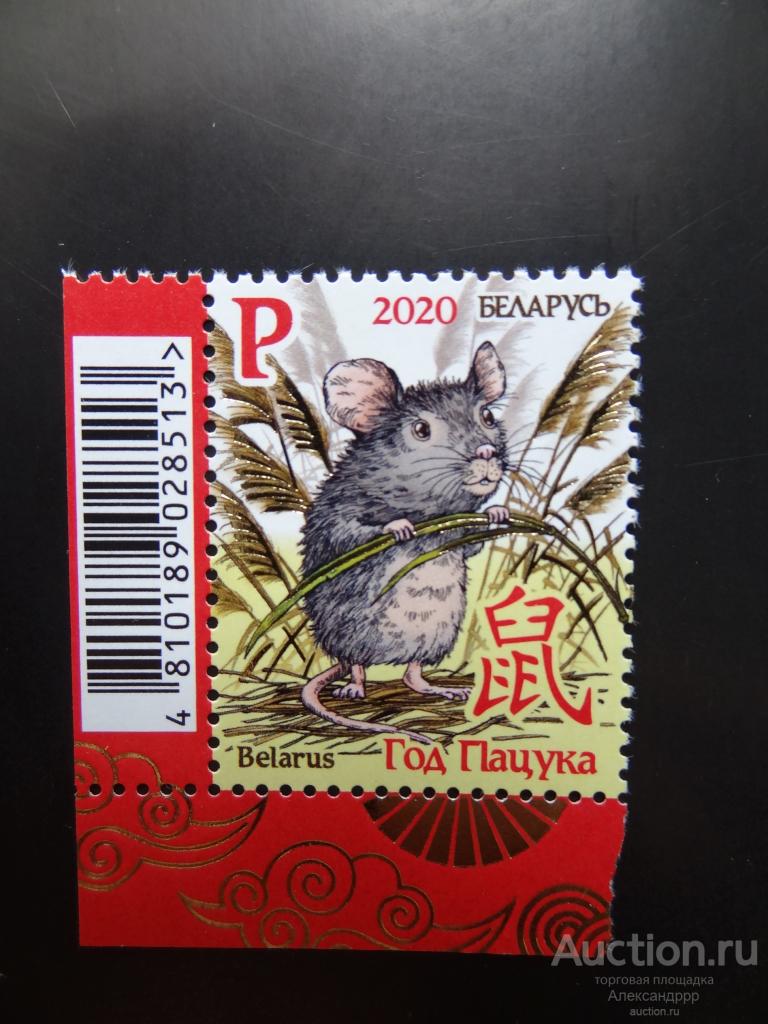 P
2020 БЕЛАРУСЬ
4 810189 028513 >
鼠
Belarus
Год Пацука
Auction.ru
торговая площадка
Александррр
auction.ru